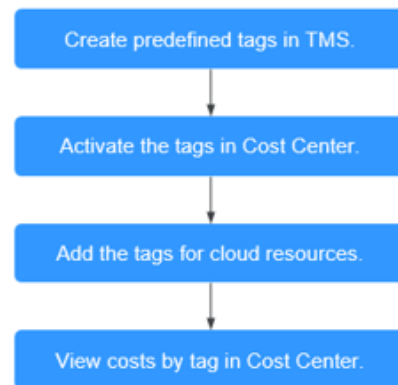 Create predefined tags in TMS.
Activate the tags in Cost Center.
Add the tags for cloud resources.
View costs by tag in Cost Center.